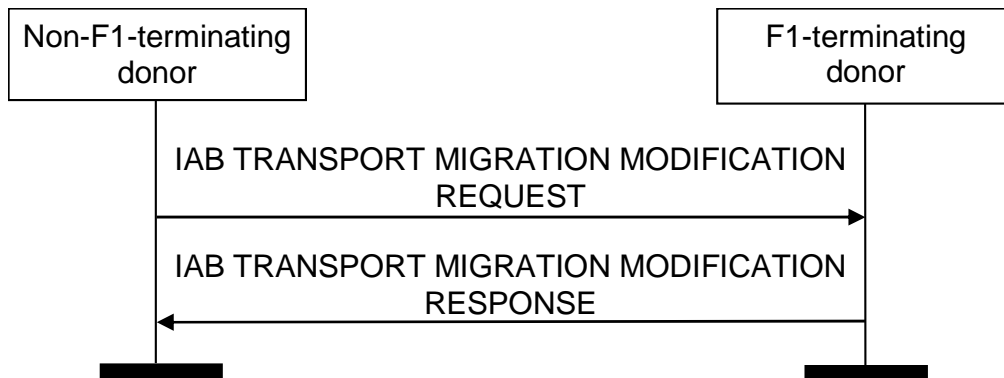 Non-F1-terminating
donor
F1-terminating
donor
IAB TRANSPORT MIGRATION MODIFICATION
REQUEST
IAB TRANSPORT MIGRATION MODIFICATION
RESPONSE